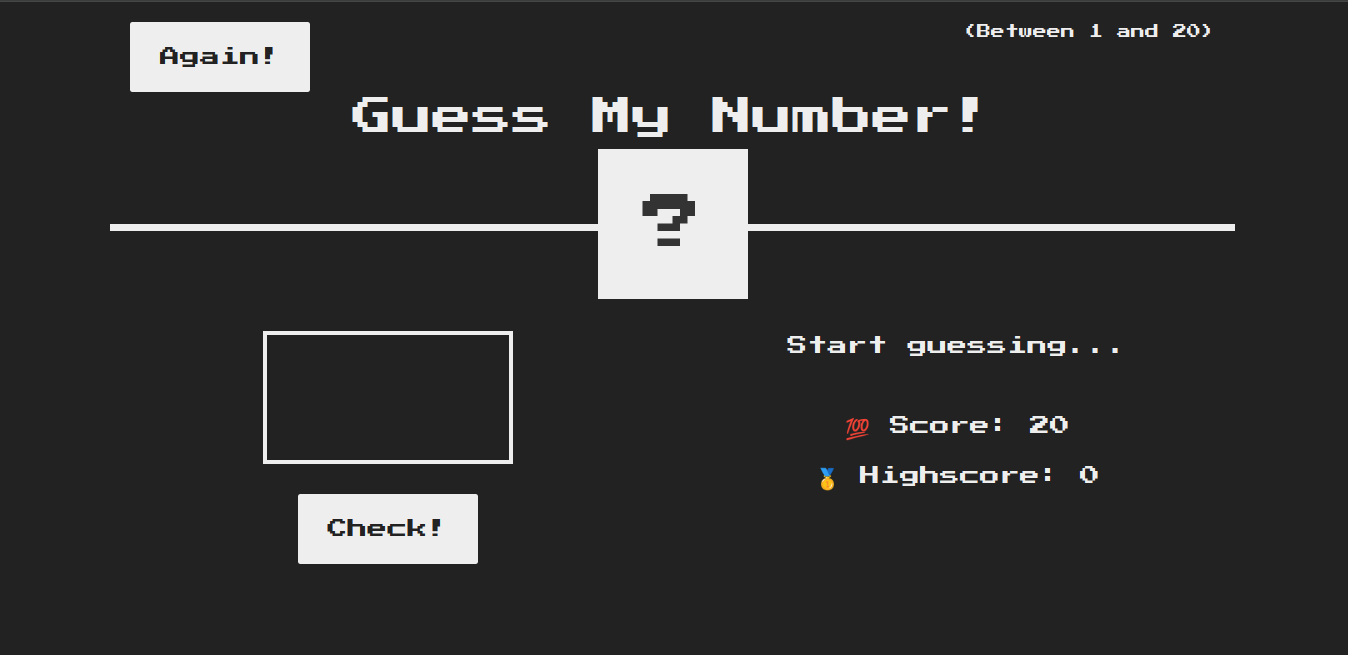 Again!
(Between 1 and 20)
Guess My Number!
?
Start guessing...
💯 Score: 20
🥇 Highscore: 0
Check!